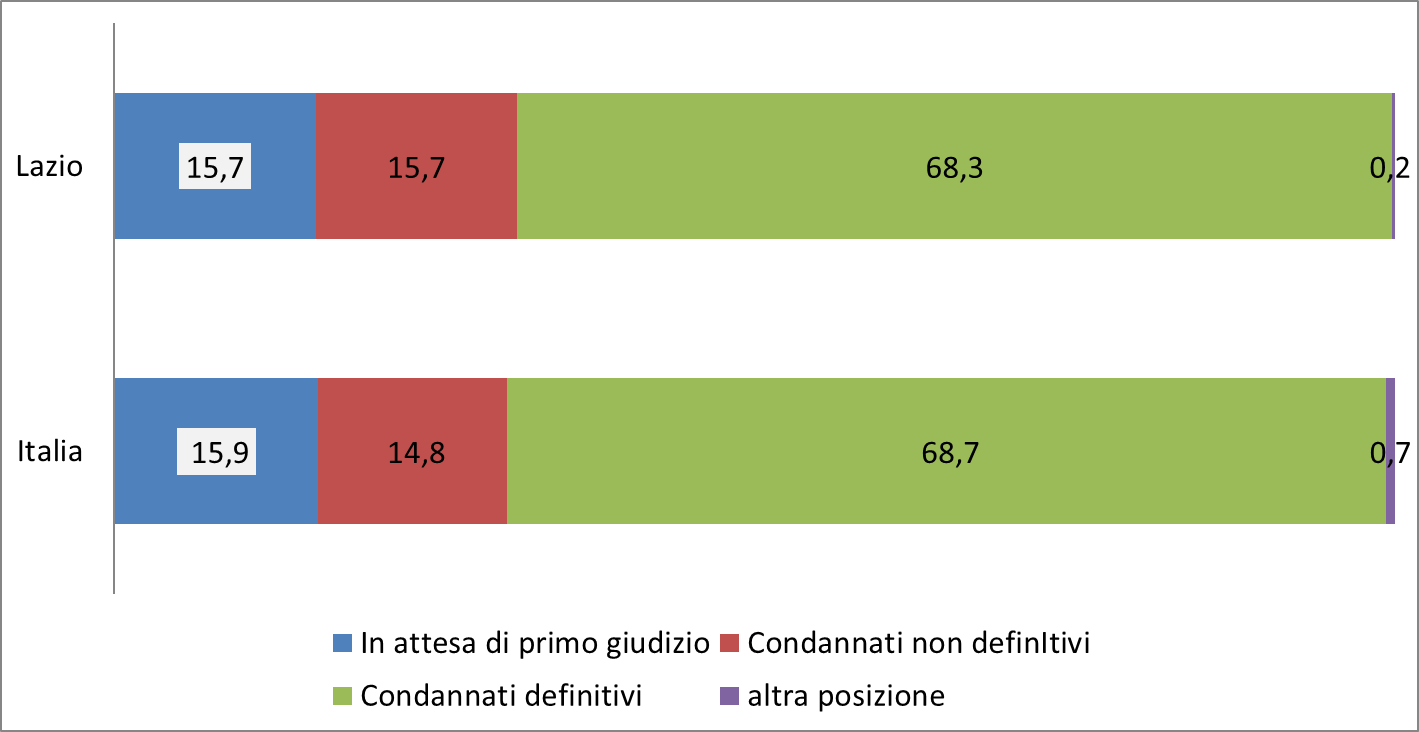 Lazio 15,7 15,7 68,3 0,2
Italia 15,9 14,8 68,7 0,7
In attesa di primo giudizio Condannati non definItivi
Condannati definitivi altra posizione